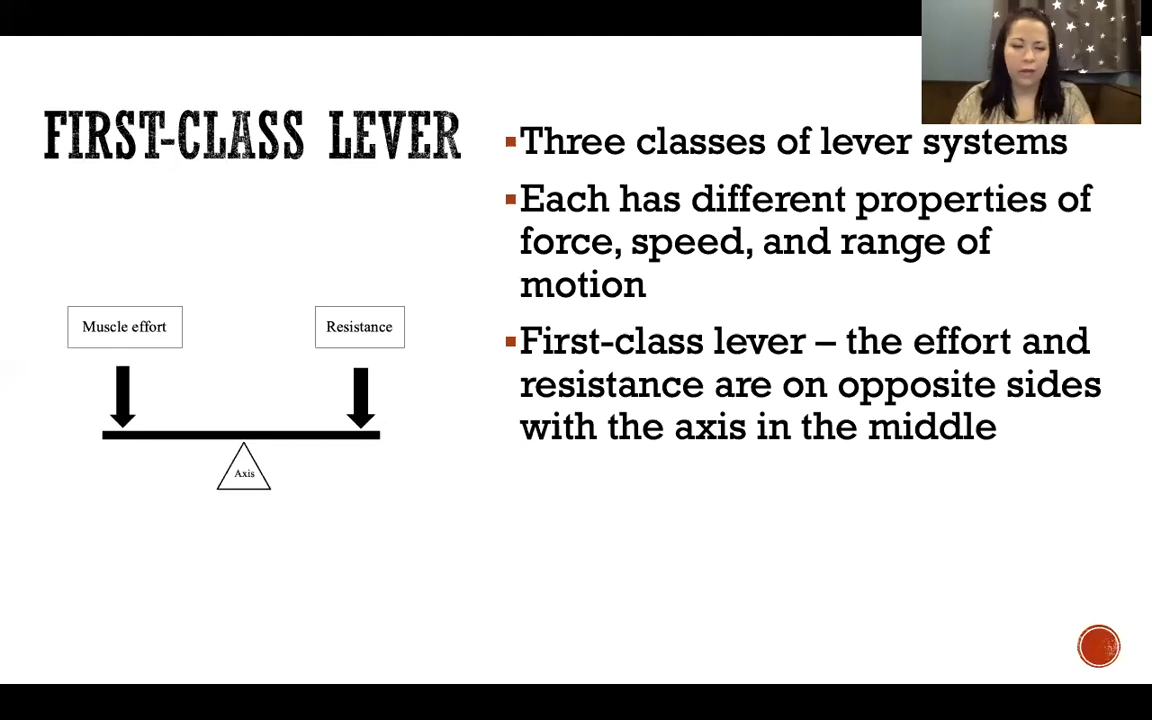 FIRST-CLASS LEVER
Three classes of lever systems
Each has different properties of
force, speed, and range of
motion
First-class lever – the effort and
resistance are on opposite sides
with the axis in the middle
Muscle effort
Resistance
Axis